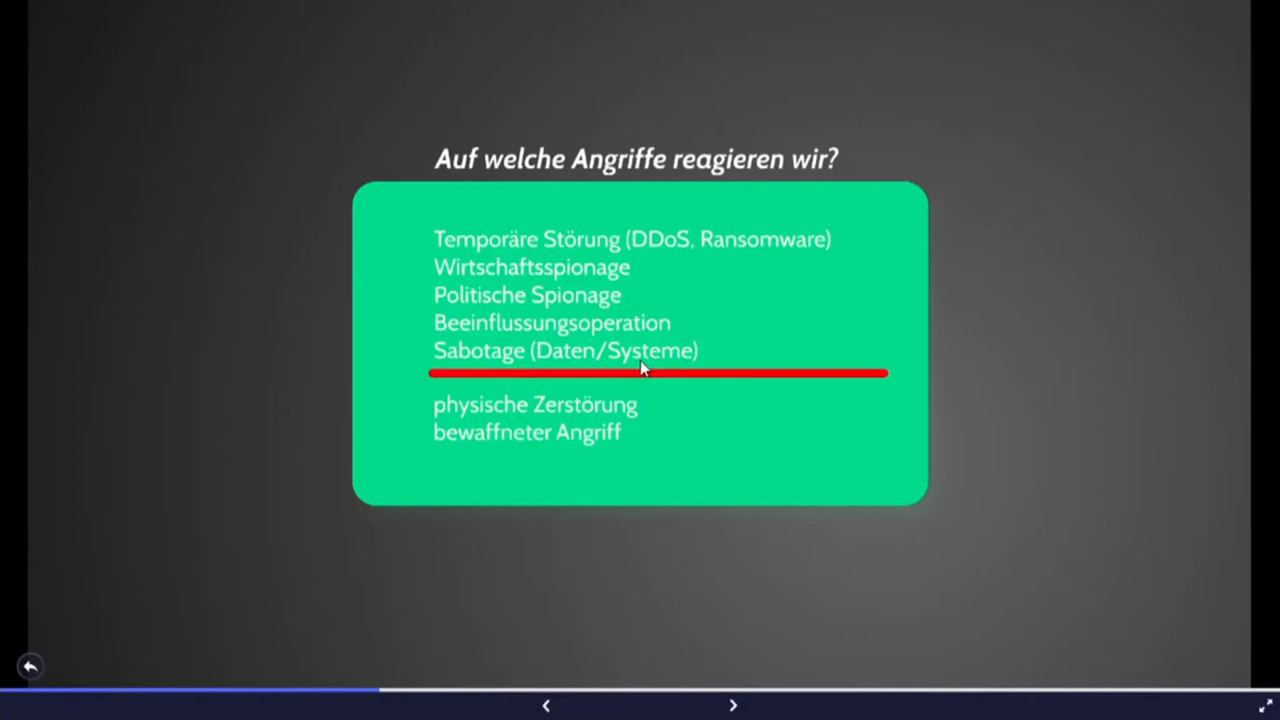 Auf welche Angriffe reagieren wir?
Temporäre Störung (DDoS, Ransomware)
Wirtschaftsspionage
Politische Spionage
Beeinflussungsoperation
Sabotage (Daten/Systeme)
physische Zerstörung
bewaffneter Angriff